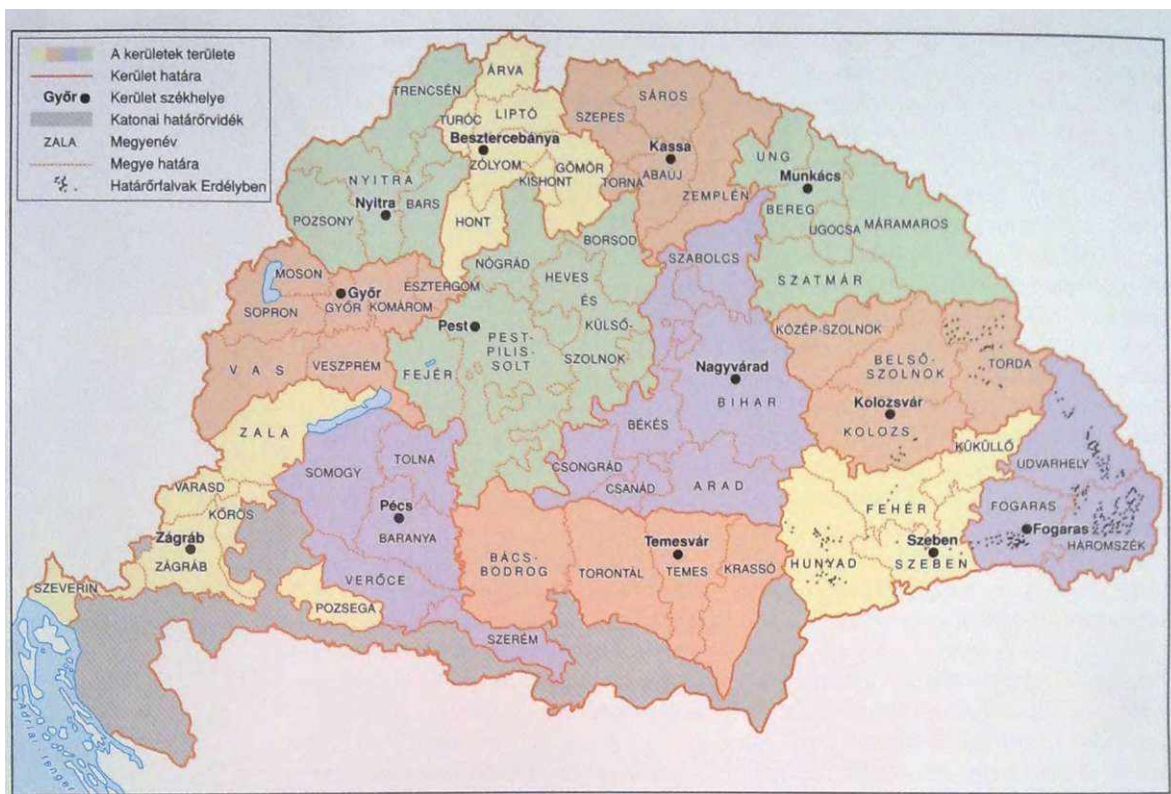 A kerületek területe
Kerület határa
Győr Kerület székhelye
Katonai határőrvidék
ZALA Megyenév
Megye határa
Határőrfalvak Erdélyben
ÁRVA
TRENCSÉN
TURÓC
LIPTÓ
SZEPES
SÁROS
Besztercebánya
Kassa
ZÓLYOM
GÖMÖR
KISHONT
TORNA
ABAÚJ
UNG
Munkács
NYITRA
ZEMPLÉN
Nyitra
BARS
BEREG
POZSONY
HONT
UGOCSA
MÁRAMAROS
BORSOD
NÓGRÁD
SZABOLCS
MOSON
HEVES
SZATMÁR
ESZTERGOM
Győr
ÉS
SOPRON
GYŐR
KOMÁROM
KÜLSŐ-
Pest
KÖZÉP-SZOLNOK
PEST-
PILIS-
SOLT
SZOLNOK
VAS
VESZPRÉM
FEJÉR
Nagyvárad
BELSŐ-
SZOLNOK
TORDA
BIHAR
Kolozsvár
ZALA
BÉKÉS
KOLOZS
KÜKÜLLŐ
TOLNA
SOMOGY
CSONGRÁD
UDVARHELY
VARASD
CSANÁD
ARAD
Pécs
KÖRÖS
FEHÉR
FOGARAS
BARANYA
Zágráb
Temesvár
Szeben
Fogaras
BÁCS-
BODROG
ZÁGRÁB
TORONTÁL
TEMES
KRASSÓ
HUNYAD
SZEBEN
HÁROMSZÉK
VERŐCE
SZEVERIN
POZSEGA
SZERÉM
Adriai tenger